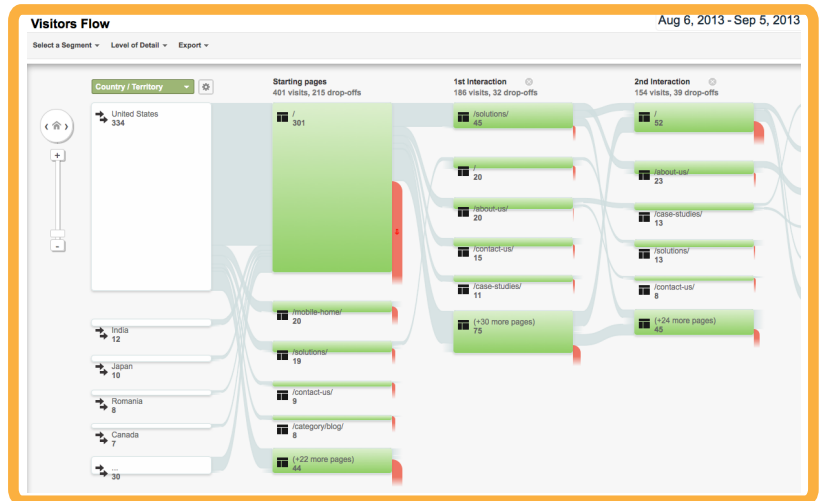 Visitors Flow
Aug 6, 2013 - Sep 5, 2013
Select a Segment
Level of Detail
Export
Country / Territory
Starting pages
401 visits, 215 drop-offs
1st Interaction
186 visits, 32 drop-offs
2nd Interaction
154 visits, 39 drop-offs
United States
334
India
12
Japan
10
Romania
8
Canada
7
...
30
/
301
/mobile-home/
20
/solutions/
19
/contact-us/
9
/category/blog/
8
(+22 more pages)
44
/solutions/
45
/
20
/about-us/
20
/contact-us/
15
/case-studies/
11
(+30 more pages)
75
/
52
/about-us/
23
/case-studies/
13
/solutions/
13
/contact-us/
8
(+24 more pages)
45
+
-